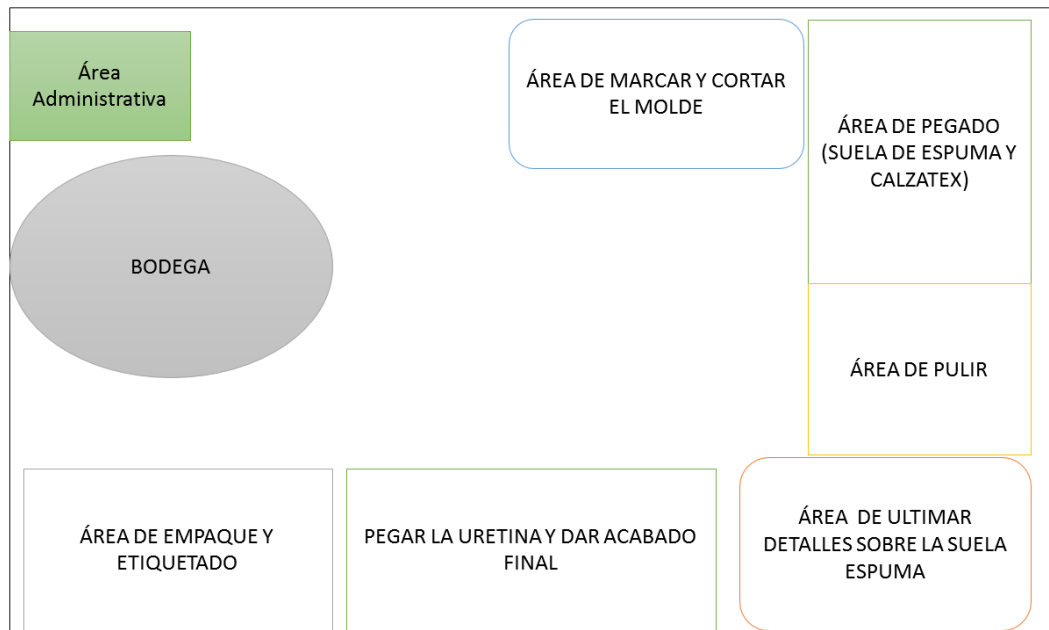 Área
Administrativa
ÁREA DE MARCAR Y CORTAR
EL MOLDE
ÁREA DE PEGADO
(SUELA DE ESPUMA Y
CALZATEX)
BODEGA
ÁREA DE PULIR
ÁREA DE EMPAQUE Y
ETIQUETADO
PEGAR LA URETINA Y DAR ACABADO
FINAL
ÁREA  DE ULTIMAR
DETALLES SOBRE LA SUELA
ESPUMA